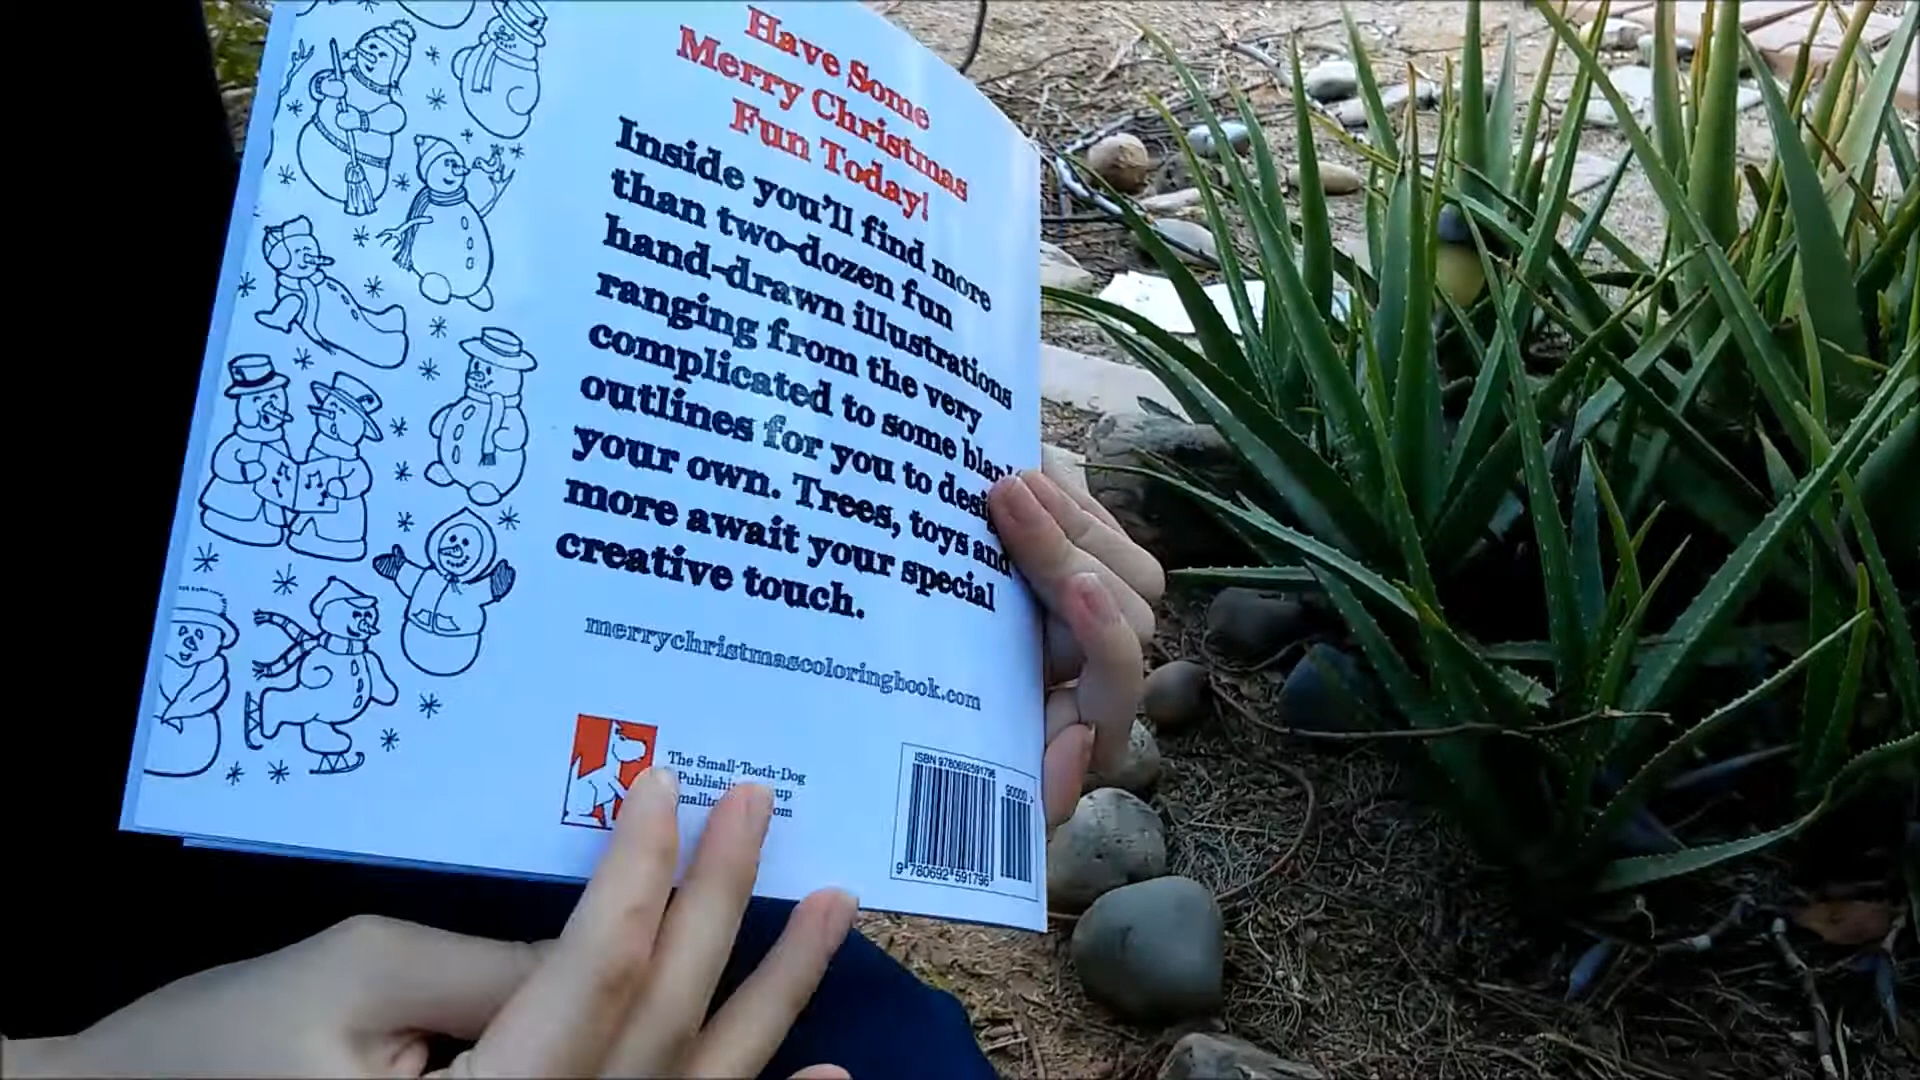 Have Some
Merry Christmas
Fun Today!
Inside you'll find more
than two-dozen fun
hand-drawn illustrations
ranging from the very
complicated to some
outlines for you to
your own. Trees, toys and
more await your special
creative touch.
merrychristmascoloringbook.com
The Small-Tooth-Dog
ISBN 9780692591796
90000 >
9 780692 591796